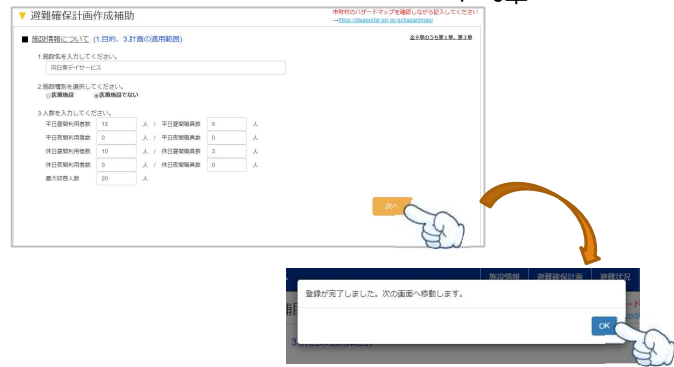 ▼ 避難確保計画作成補助
市町村のハザードマップを確認しながら記入してください
→https://disaportal.gsi.go.jp/hazardmap/
■ 施設情報について (1.目的、3.計画の適用範囲)
全9章のうち第1章、第3章
1.施設名を入力してください。
向日葵デイサービス
2.施設種別を選択してください。
医療施設 医療施設でない
3.人数を入力してください。
平日昼間利用者数 15 人 / 平日昼間職員数 5 人
平日夜間利用者数 0 人 / 平日夜間職員数 0 人
休日昼間利用者数 10 人 / 休日昼間職員数 3 人
休日夜間利用者数 0 人 / 休日夜間職員数 0 人
最大収容人数 20 人
次へ
施設情報 避難確保計画 避難状況
登録が完了しました。次の画面へ移動します。
OK